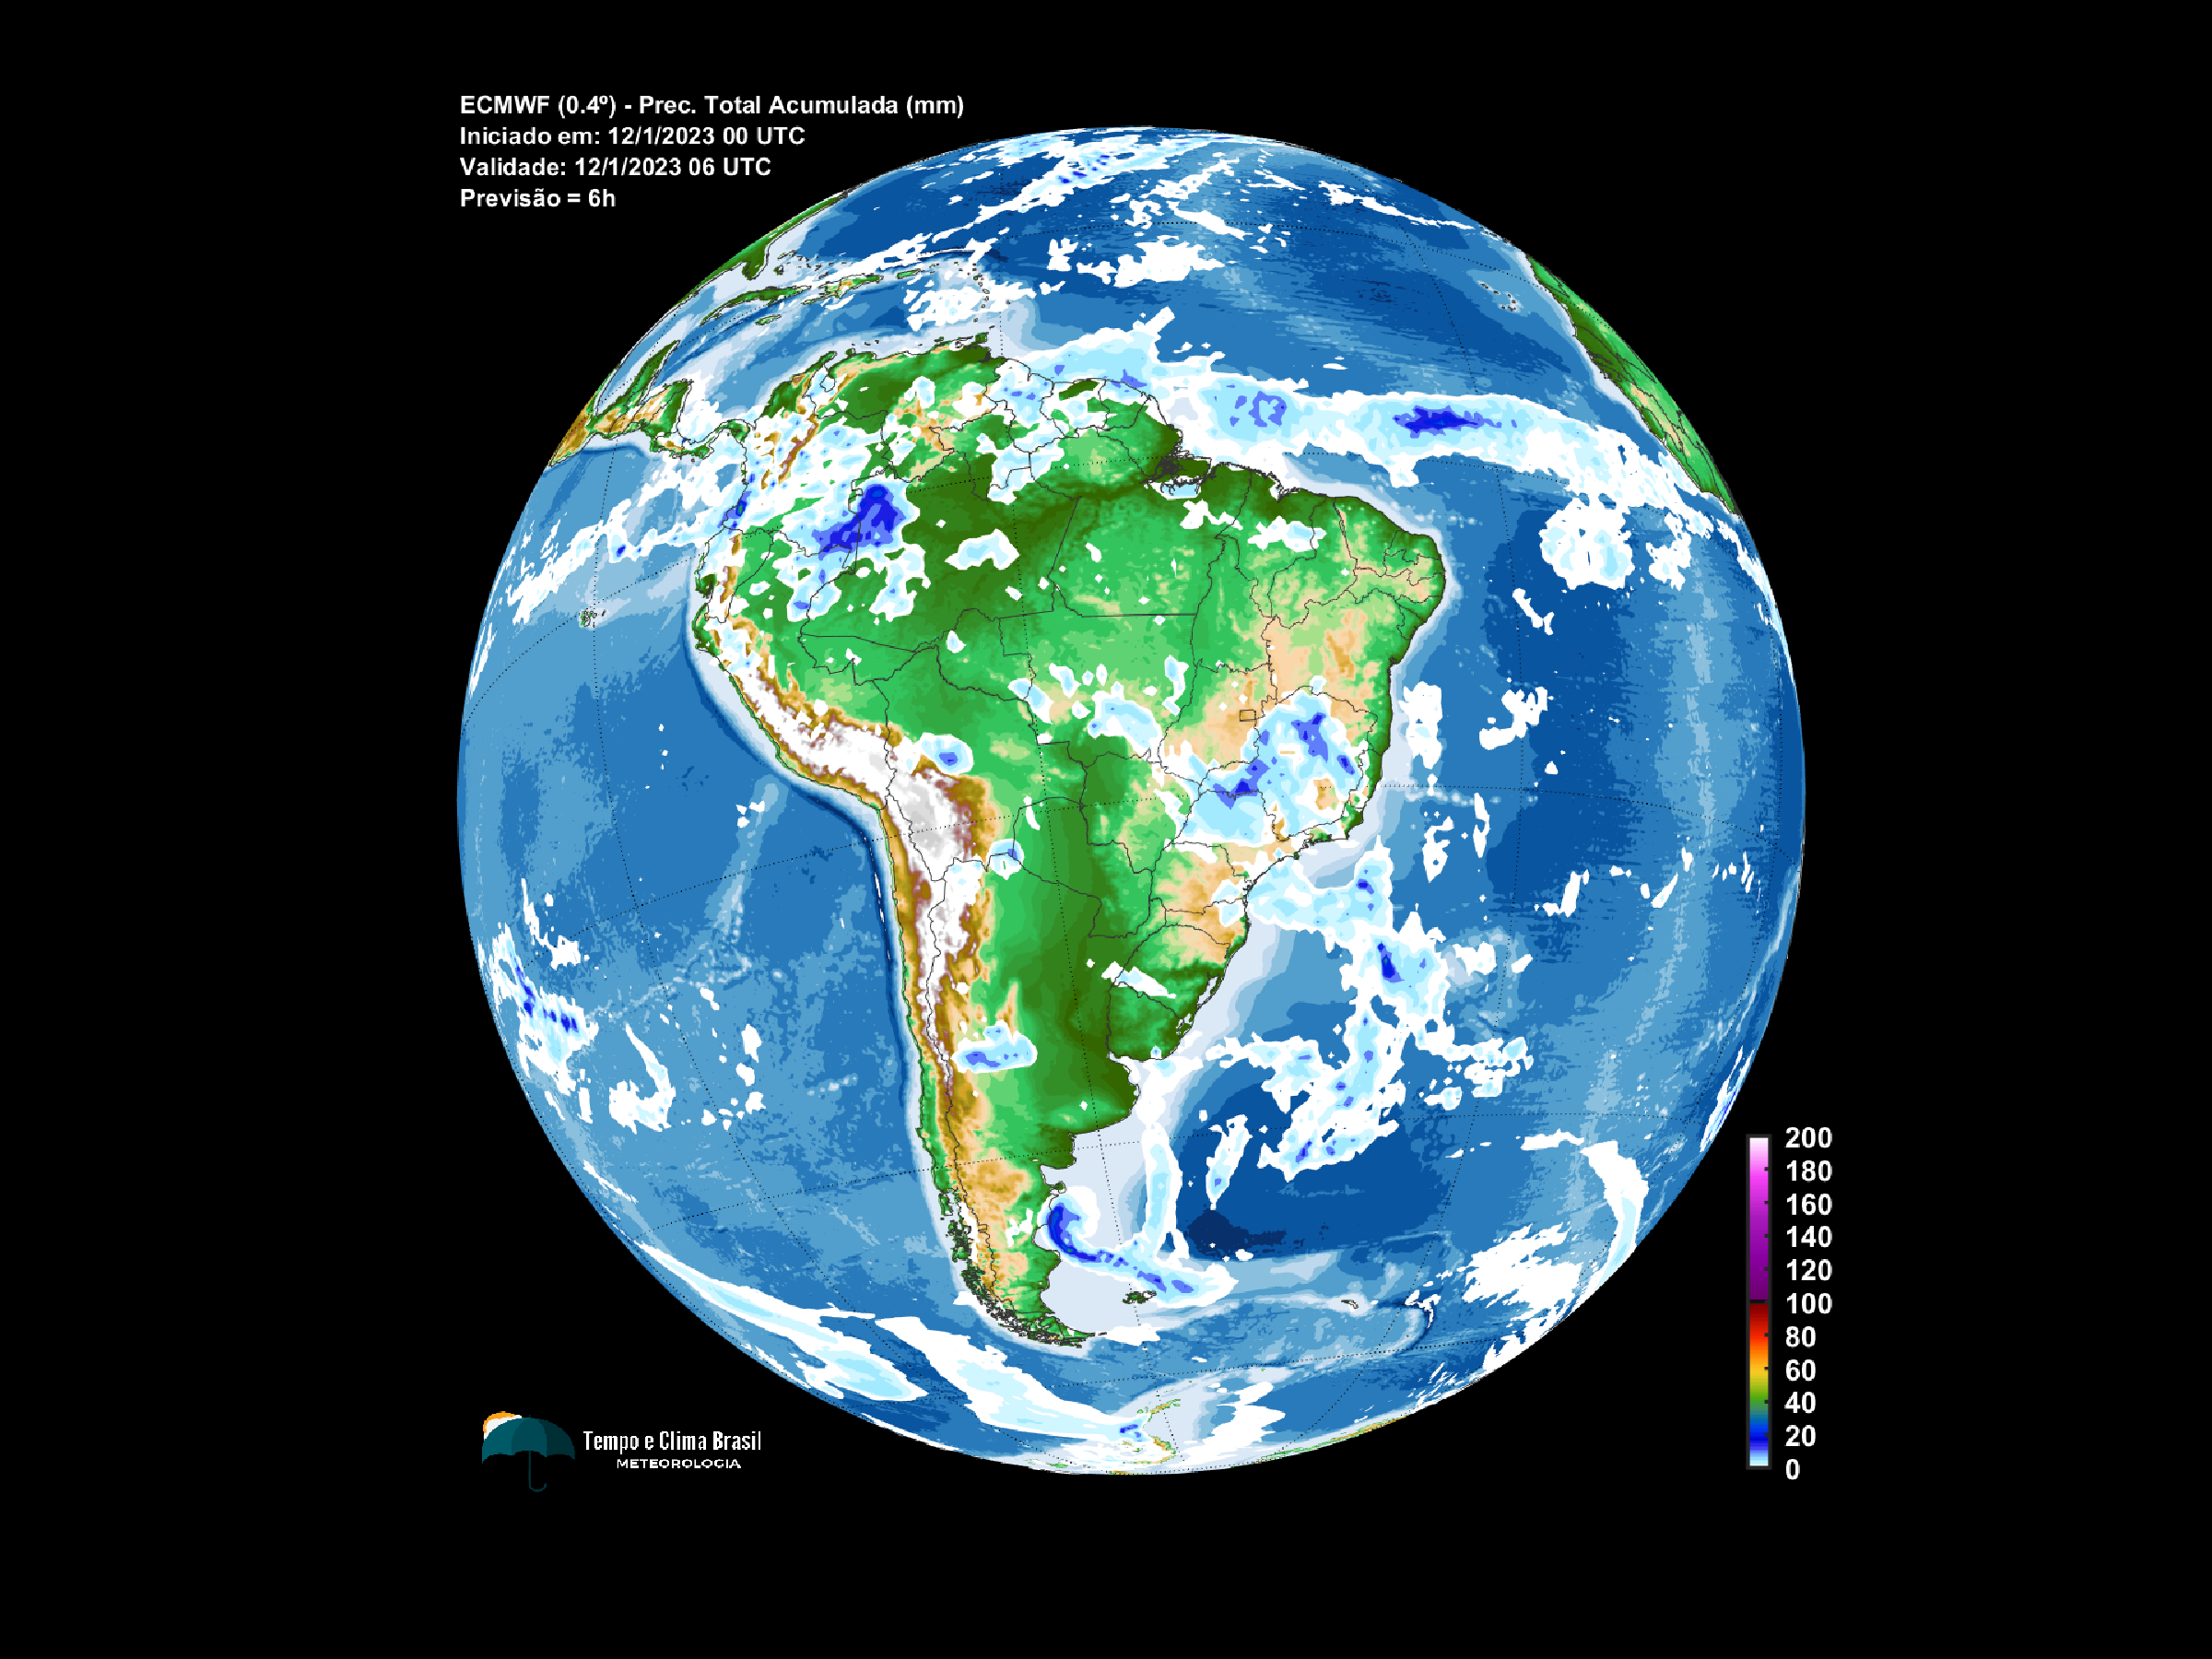 ECMWF (0.4º) - Prec. Total Acumulada (mm)
Iniciado em: 12/1/2023 00 UTC
Validade: 12/1/2023 06 UTC
Previsão = 6h
200
180
160
140
120
100
80
60
40
20
0
Tempo e Clima Brasil
METEOROLOGIA